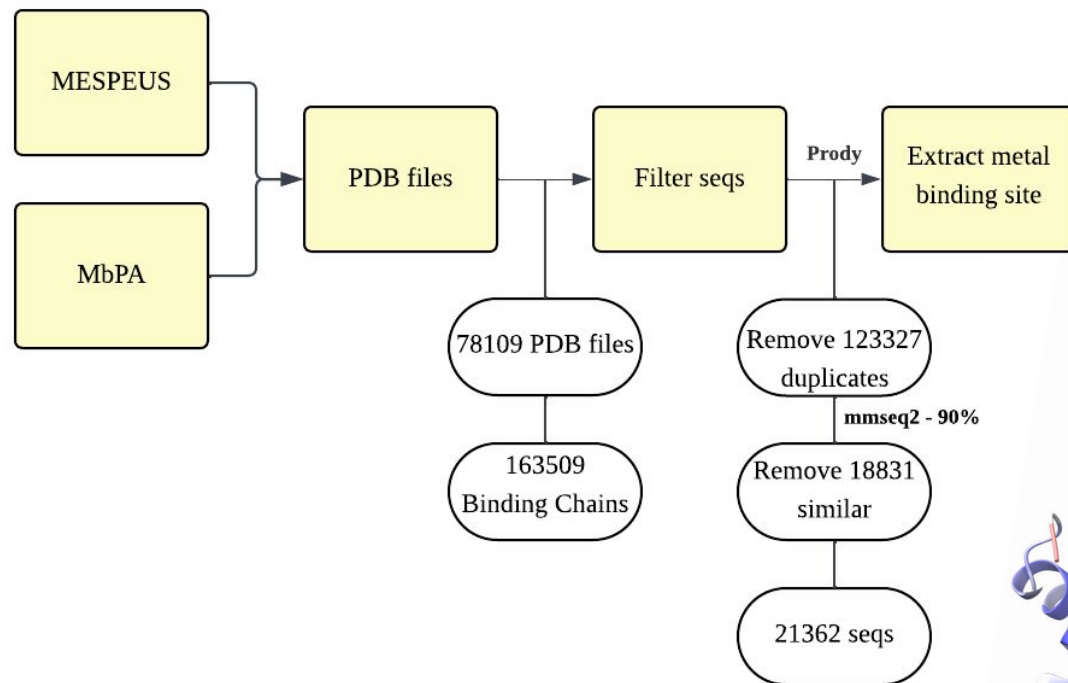 MESPEUS
MbPA
PDB files
78109 PDB files
163509
Binding Chains
Filter seqs
Prody
Remove 123327
duplicates
mmseq2 - 90%
Remove 18831
similar
21362 seqs
Extract metal
binding site